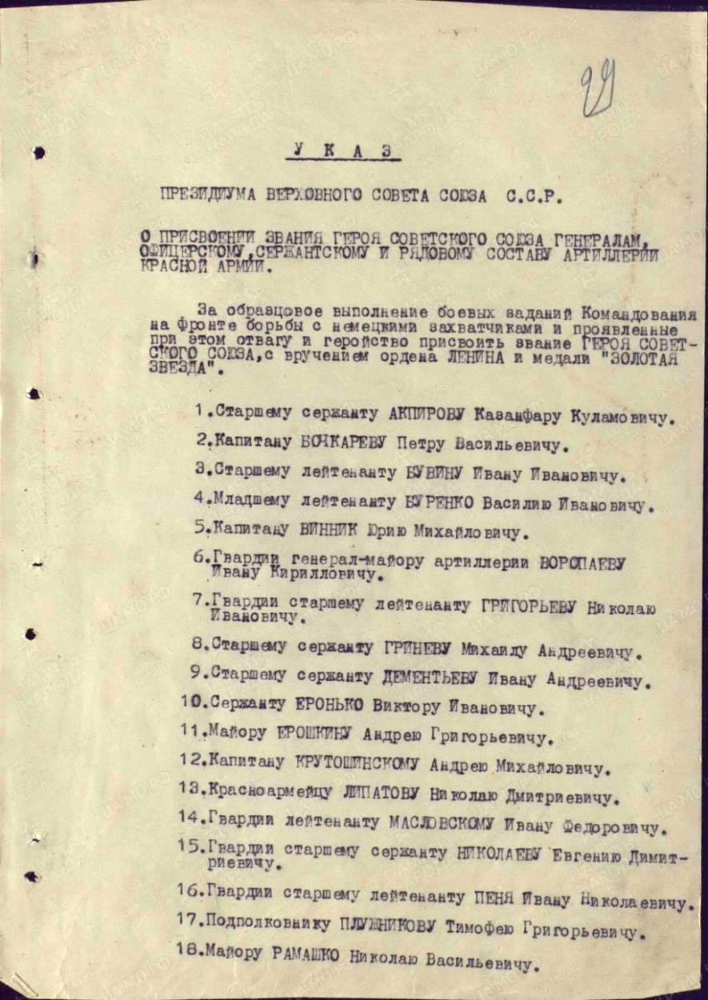 29
У К А З
ПРЕЗИДИУМА ВЕРХОВНОГО СОВЕТА СОЮЗА С.С.Р.
О ПРИСВОЕНИИ ЗВАНИЯ ГЕРОЯ СОВЕТСКОГО СОЮЗА ГЕНЕРАЛАМ,
ОФИЦЕРСКОМУ, СЕРЖАНТСКОМУ И РЯДОВОМУ СОСТАВУ АРТИЛЛЕРИИ
КРАСНОЙ АРМИИ.
За образцовое выполнение боевых заданий Командования
на фронте борьбы с немецкими захватчиками и проявленные
при этом отвагу и геройство присвоить звание ГЕРОЯ СОВЕТ-
СКОГО СОЮЗА,с вручением ордена ЛЕНИНА и медали "ЗОЛОТАЯ
ЗВЕЗДА".
1.Старшему сержанту АКПИРОВУ Казанфару Куламовичу.
2.Капитану БОЧКАРЕВУ Петру Васильевичу.
3.Старшему лейтенанту БУВИНУ Ивану Ивановичу.
4.Младшему лейтенанту БУРЕНКО Василию Ивановичу.
5.Капитану ВИННИК Юрию Михайловичу.
6.Гвардии генерал-майору артиллерии ВОРОПАЕВУ
Ивану Кирилловичу.
7.Гвардии старшему лейтенанту ГРИГОРЬЕВУ Николаю
Ивановичу.
8.Старшему сержанту ГРИНЕВУ Михаилу Андреевичу.
9.Старшему сержанту ДЕМЕНТЬЕВУ Ивану Андреевичу.
10.Сержанту ЕРОНЬКО Виктору Ивановичу.
11.Майору ЕРОШКИНУ Андрею Григорьевичу.
12.Капитану КРУТОШИНСКОМУ Андрею Михайловичу.
13.Красноармейцу ЛИПАТОВУ Николаю Дмитриевичу.
14.Гвардии лейтенанту МАСЛОВСКОМУ Ивану Федоровичу.
15.Гвардии старшему сержанту НИКОЛАЕВУ Евгению Димит-
риевичу.
16.Гвардии старшему лейтенанту ПЕНЯ Ивану Николаевичу.
17.Подполковнику ПЛУЖНИКОВУ Тимофею Григорьевичу.
18.Майору РАМАШКО Николаю Васильевичу.